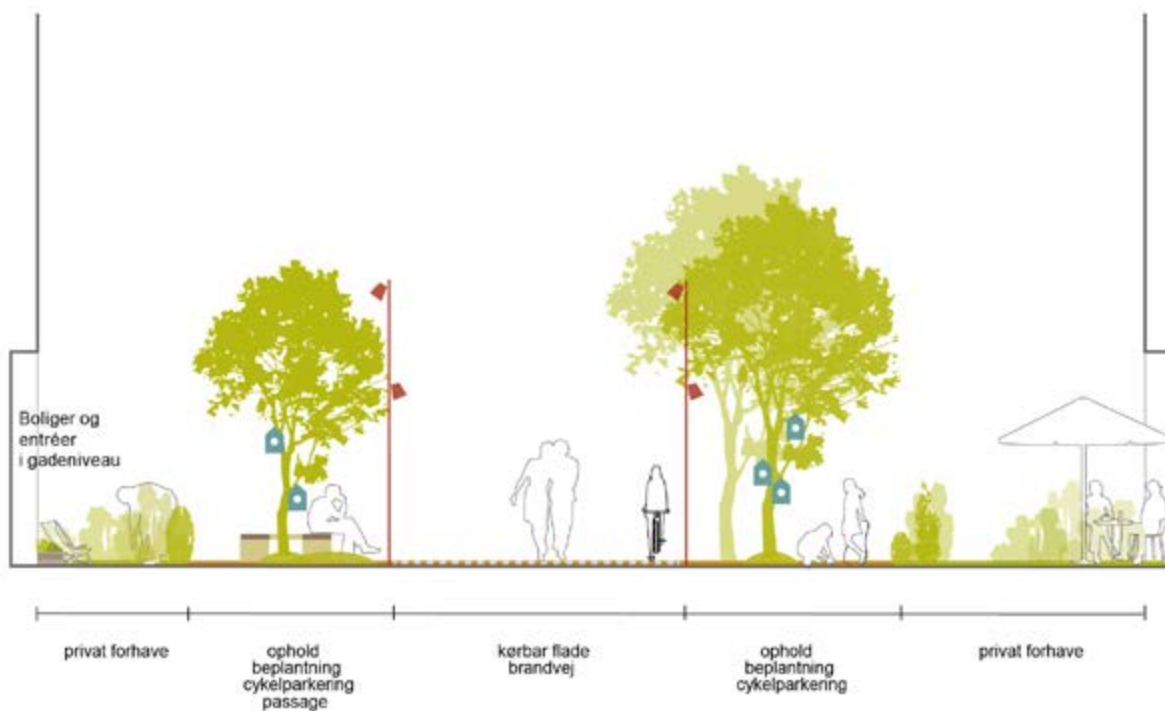 Boliger og
entréer
i gadeniveau
privat forhave
ophold
beplantning
cykelparkering
passage
kørbar flade
brandvej
ophold
beplantning
cykelparkering
privat forhave